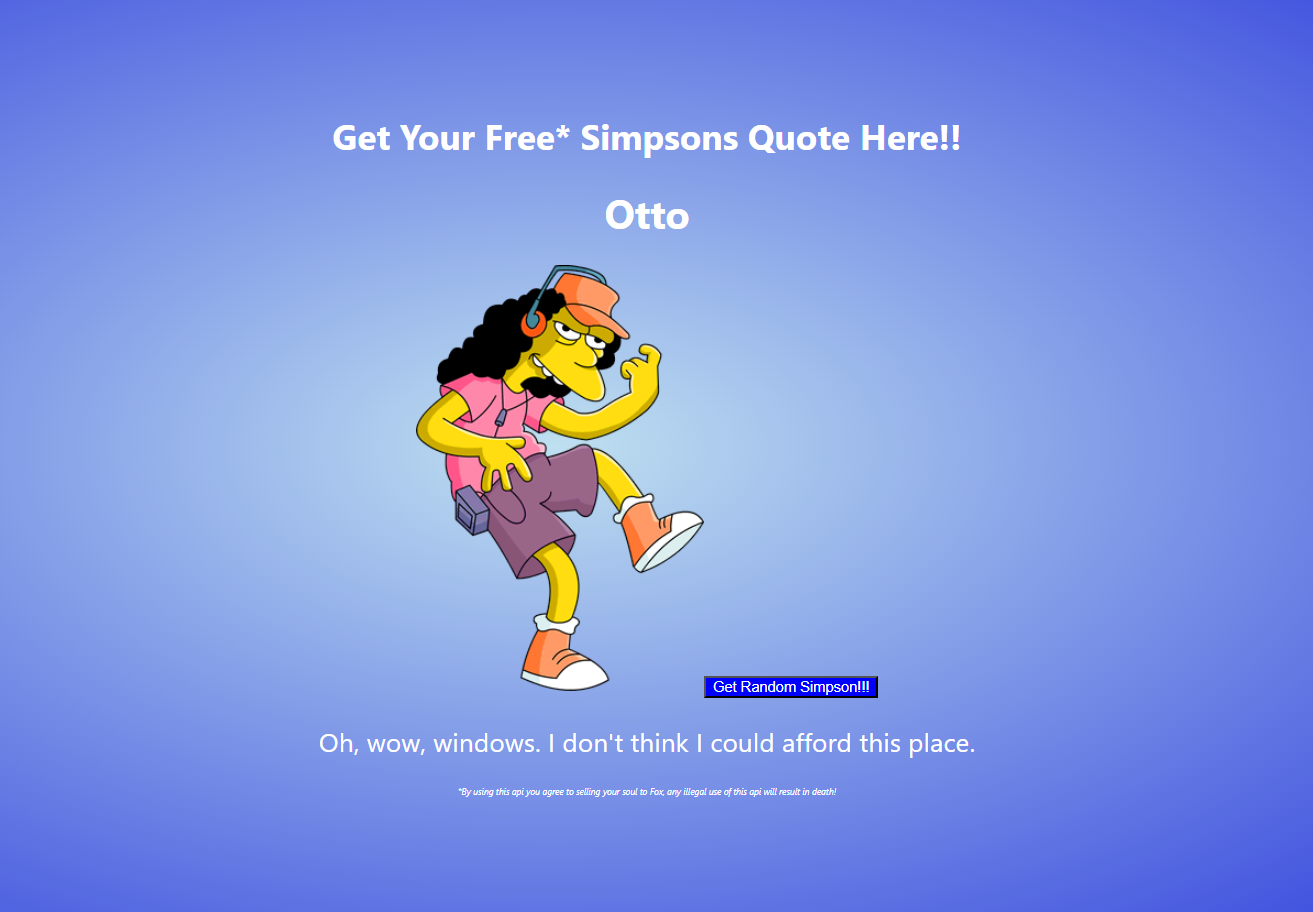 Get Your Free* Simpsons Quote Here!!
Otto
Get Random Simpson!!!
Oh, wow, windows. I don't think I could afford this place.
*By using this api you agree to selling your soul to Fox, any illegal use of this api will result in death!